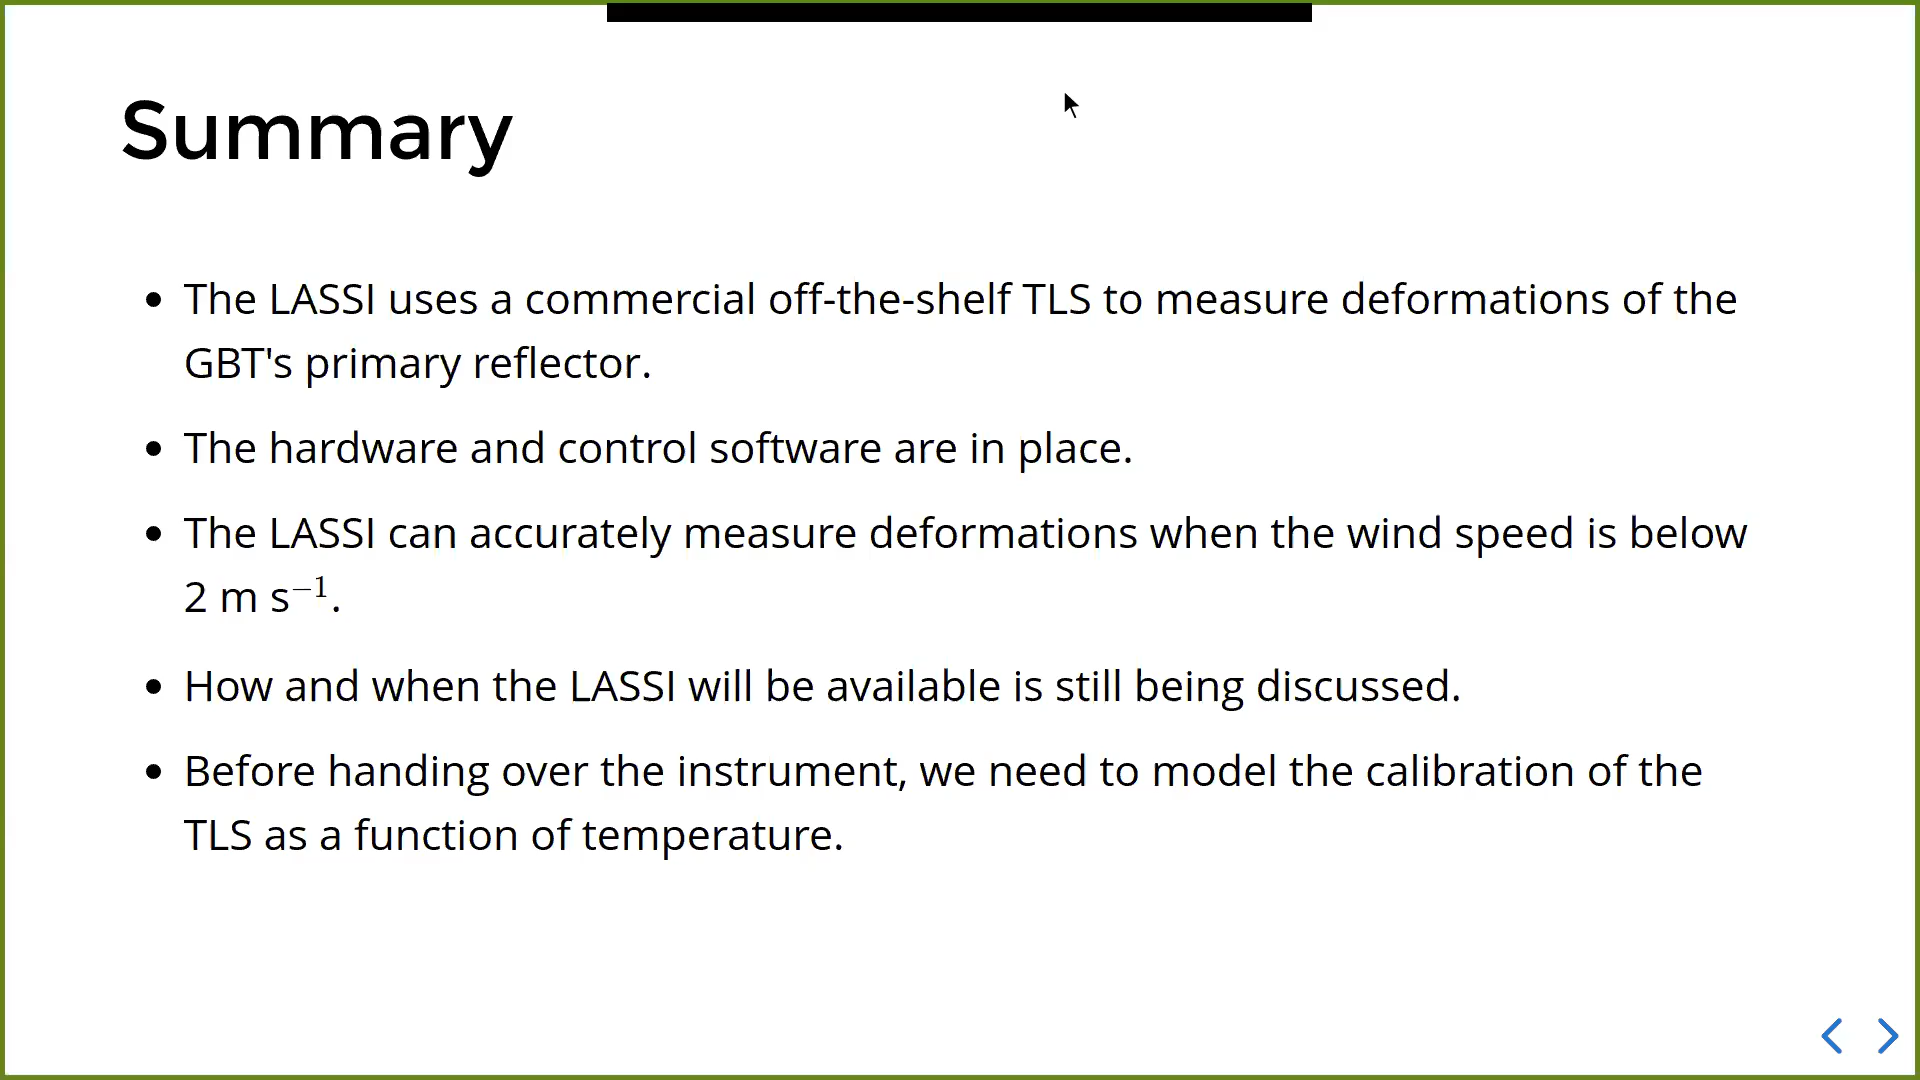 Summary
• The LASSI uses a commercial off-the-shelf TLS to measure deformations of the
GBT's primary reflector.
• The hardware and control software are in place.
• The LASSI can accurately measure deformations when the wind speed is below
2 m s⁻¹.
• How and when the LASSI will be available is still being discussed.
• Before handing over the instrument, we need to model the calibration of the
TLS as a function of temperature.